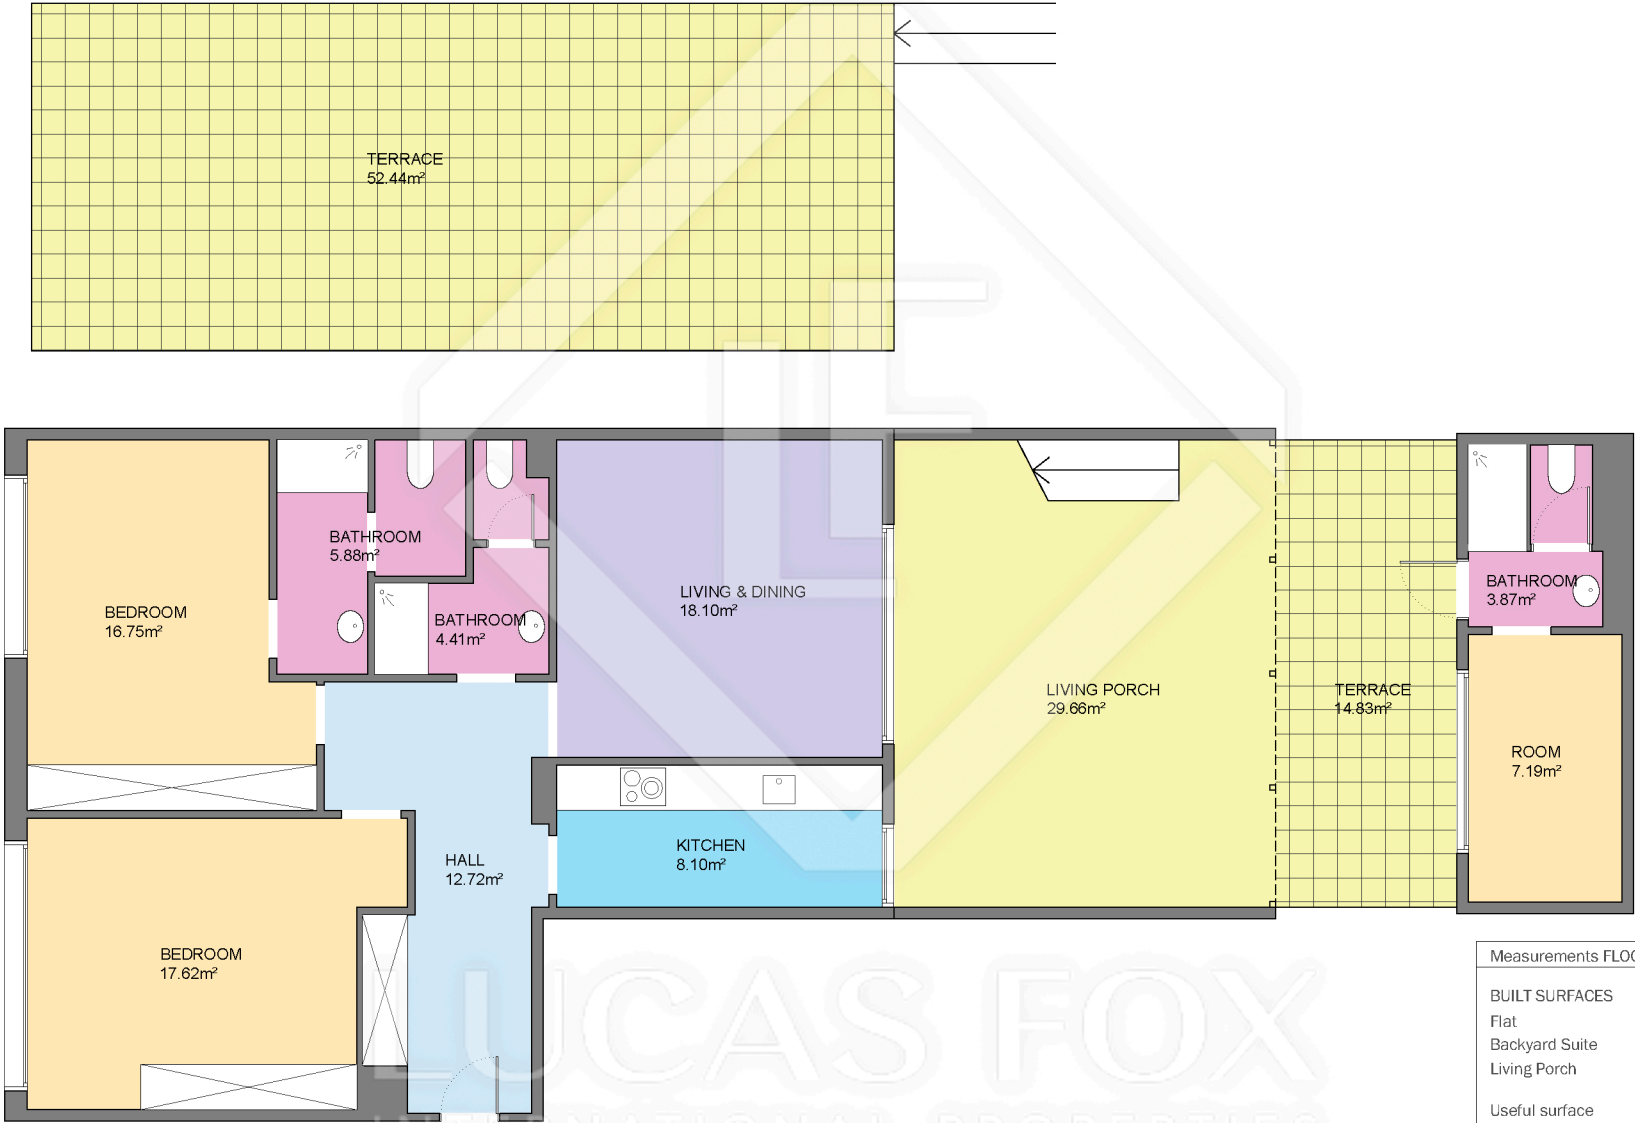 TERRACE
52.44m²
BATHROOM
5.88m²
BEDROOM
16.75m²
BATHROOM
4.41m²
LIVING & DINING
18.10m²
LIVING PORCH
29.66m²
TERRACE
14.83m²
BATHROOM
3.87m²
ROOM
7.19m²
HALL
12.72m²
KITCHEN
8.10m²
BEDROOM
17.62m²
Measurements
BUILT SURFACES
Flat
Backyard Suite
Living Porch
Useful surface
LUCAS FOX
INTERNATIONAL PROPERTIES